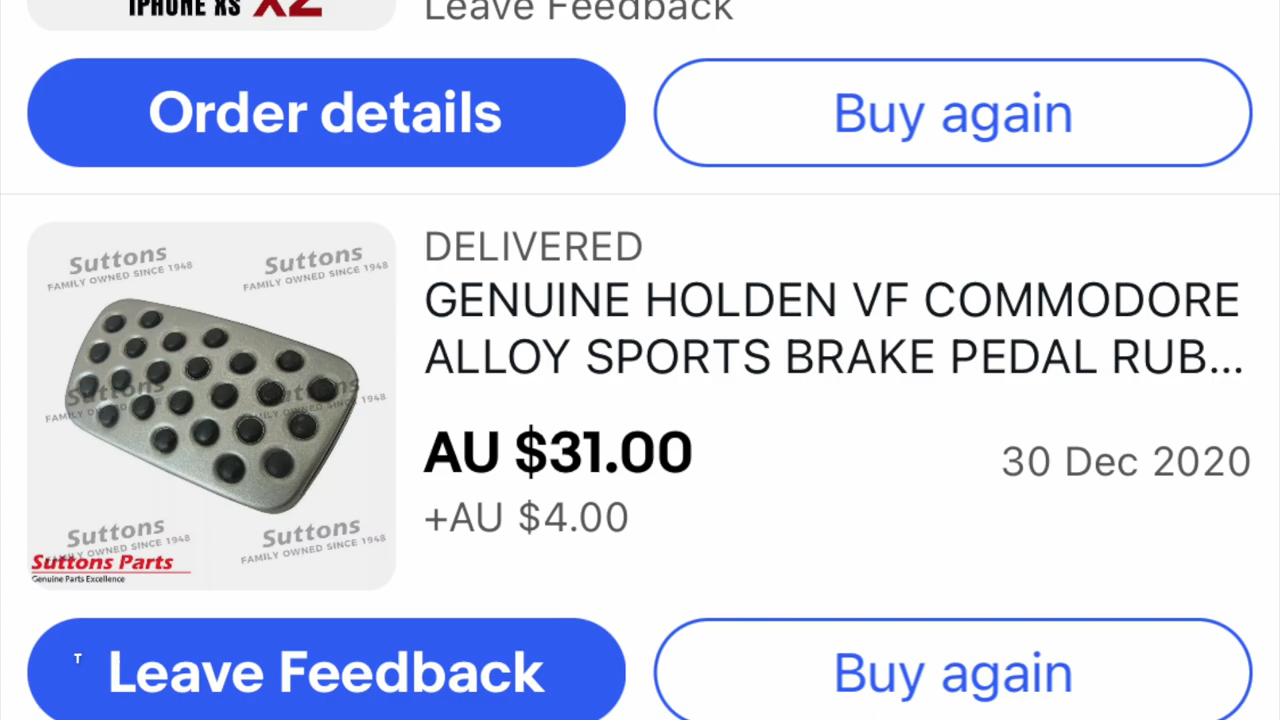 IPHONE XS X2
Leave Feedback
Order details
Buy again
Suttons
FAMILY OWNED SINCE 1948
Suttons
FAMILY OWNED SINCE 1948
DELIVERED
GENUINE HOLDEN VF COMMODORE
ALLOY SPORTS BRAKE PEDAL RUB...
AU $31.00
30 Dec 2020
+AU $4.00
Suttons
FAMILY OWNED SINCE 1948
Suttons
FAMILY OWNED SINCE 1948
Suttons Parts
Genuine Parts Excellence
T
Leave Feedback
Buy again